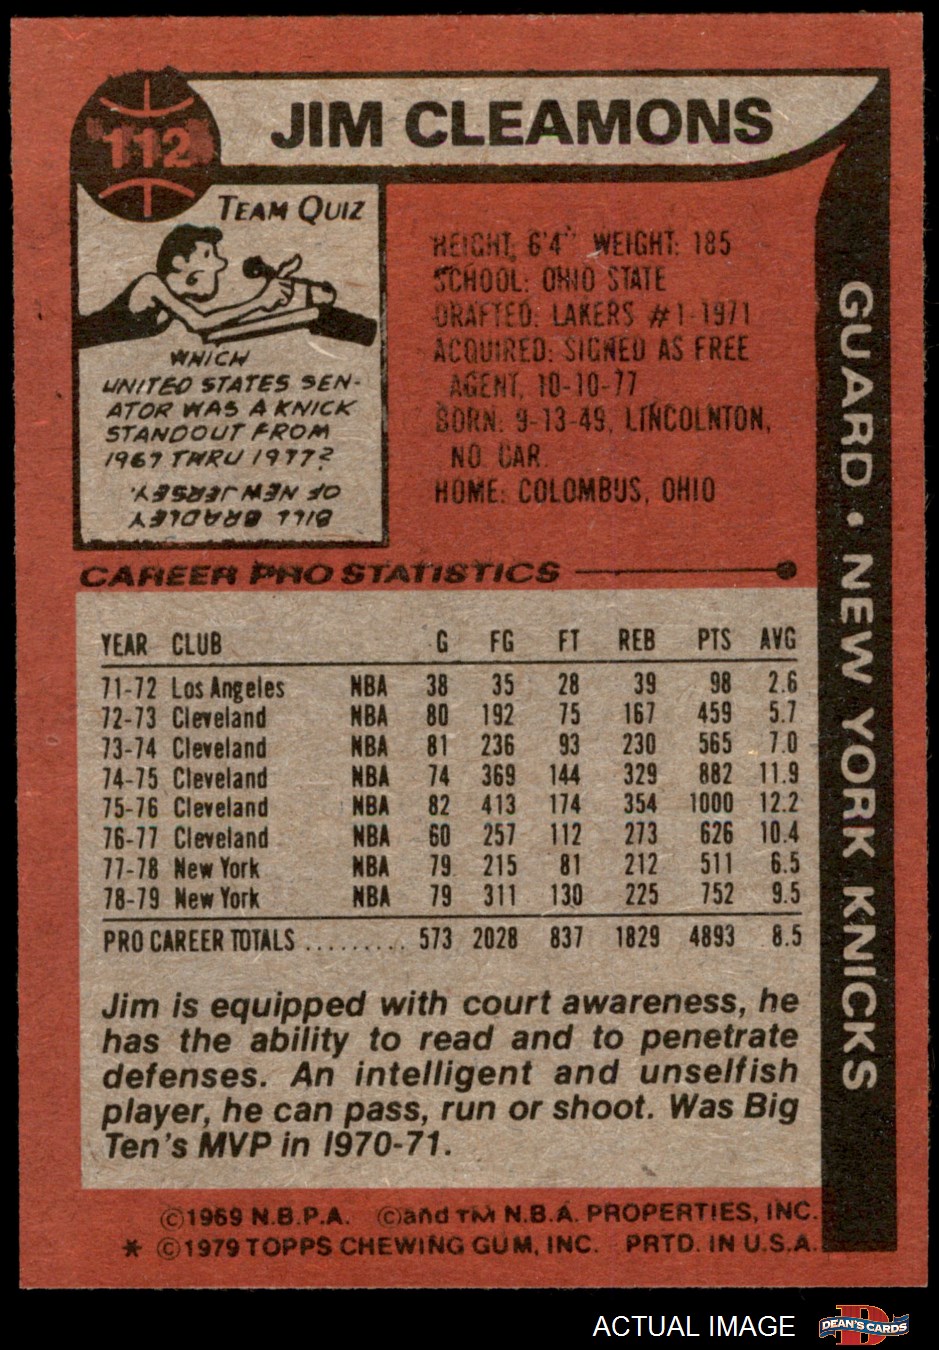 112
JIM CLEAMONS
TEAM QUIZ
WHICH
UNITED STATES SEN-
ATOR WAS A KNICK
STANDOUT FROM
1967 THRU 1977?
BILL BRADLEY
OF NEW JERSEY.
HEIGHT: 6'4" WEIGHT: 185
SCHOOL: OHIO STATE
DRAFTED: LAKERS #1-1971
ACQUIRED: SIGNED AS FREE
AGENT, 10-10-77
BORN: 9-13-49, LINCOLNTON,
NO. CAR.
HOME: COLOMBUS, OHIO
GUARD • NEW YORK KNICKS
CAREER PRO STATISTICS
YEAR CLUB G FG FT REB PTS AVG
71-72 Los Angeles NBA 38 35 28 39 98 2.6
72-73 Cleveland NBA 80 192 75 167 459 5.7
73-74 Cleveland NBA 81 236 93 230 565 7.0
74-75 Cleveland NBA 74 369 144 329 882 11.9
75-76 Cleveland NBA 82 413 174 354 1000 12.2
76-77 Cleveland NBA 60 257 112 273 626 10.4
77-78 New York NBA 79 215 81 212 511 6.5
78-79 New York NBA 79 311 130 225 752 9.5
PRO CAREER TOTALS ......... 573 2028 837 1829 4893 8.5
Jim is equipped with court awareness, he
has the ability to read and to penetrate
defenses. An intelligent and unselfish
player, he can pass, run or shoot. Was Big
Ten's MVP in 1970-71.
©1969 N.B.P.A. ©and TM N.B.A. PROPERTIES, INC.
* ©1979 TOPPS CHEWING GUM, INC. PRTD. IN U.S.A.
ACTUAL IMAGE
DEAN'S CARDS